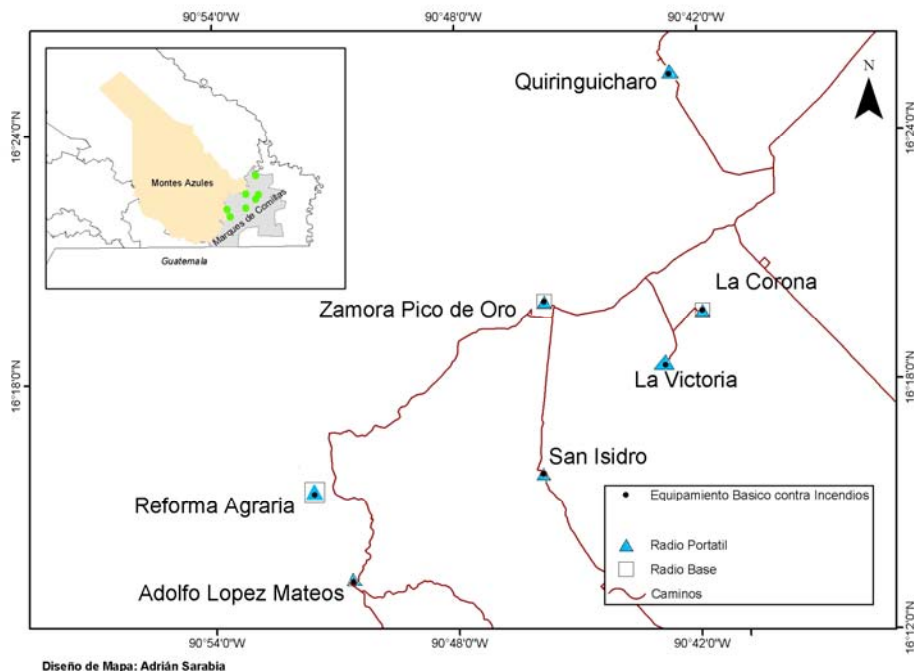 90°54'0"W
90°48'0"W
90°42'0"W
Quiringuicharo
N
16°24'0"N
16°24'0"N
Montes Azules
Marques de Comillas
Guatemala
La Corona
Zamora Pico de Oro
16°18'0"N
16°18'0"N
La Victoria
San Isidro
Reforma Agraria
Equipamiento Basico contra Incendios
Radio Portatil
Radio Base
Caminos
Adolfo Lopez Mateos
16°12'0"N
90°54'0"W
90°48'0"W
90°42'0"W
Diseño de Mapa: Adrián Sarabia